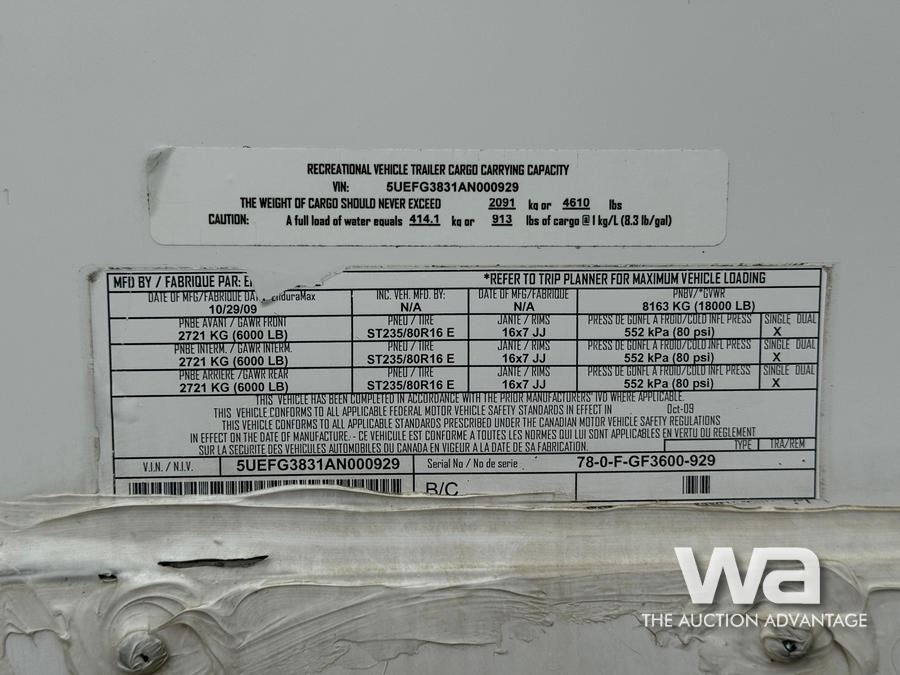 RECREATIONAL VEHICLE TRAILER CARGO CARRYING CAPACITY
VIN: 5UEFG3831AN000929
THE WEIGHT OF CARGO SHOULD NEVER EXCEED 2091 kg or 4610 lbs
CAUTION: A full load of water equals 414.1 kg or 913 lbs of cargo @ 1 kg/L (8.3 lb/gal)
MFD BY / FABRIQUE PAR: *REFER TO TRIP PLANNER FOR MAXIMUM VEHICLE LOADING
DATE OF MFG/FABRIQUE DA EnduraMax INC. VEH. MFD. BY: DATE OF MFG/FABRIQUE PNBV/*GVWR
10/29/09 N/A N/A 8163 KG (18000 LB)
PNBE AVANT / GAWR FRONT PNEU / TIRE JANTE / RIMS PRESS DE GONFL A FROID/COLD INFL PRESS SINGLE DUAL
2721 KG (6000 LB) ST235/80R16 E 16x7 JJ 552 kPa (80 psi) X
PNBE INTERM. / GAWR INTERM. PNEU / TIRE JANTE / RIMS PRESS DE GONFL A FROID/COLD INFL PRESS SINGLE DUAL
2721 KG (6000 LB) ST235/80R16 E 16x7 JJ 552 kPa (80 psi) X
PNBE ARRIERE / GAWR REAR PNEU / TIRE JANTE / RIMS PRESS DE GONFL A FROID/COLD INFL PRESS SINGLE DUAL
2721 KG (6000 LB) ST235/80R16 E 16x7 JJ 552 kPa (80 psi) X
THIS VEHICLE HAS BEEN COMPLETED IN ACCORDANCE WITH THE PRIOR MANUFACTURERS' IVD WHERE APPLICABLE.
THIS VEHICLE CONFORMS TO ALL APPLICABLE FEDERAL MOTOR VEHICLE SAFETY STANDARDS IN EFFECT IN Oct-09
THIS VEHICLE CONFORMS TO ALL APPLICABLE STANDARDS PRESCRIBED UNDER THE CANADIAN MOTOR VEHICLE SAFETY REGULATIONS
IN EFFECT ON THE DATE OF MANUFACTURE. - CE VEHICULE EST CONFORME A TOUTES LES NORMES QUI LUI SONT APPLICABLES EN VERTU DU REGLEMENT
SUR LA SECURITE DES VEHICULES AUTOMOBILES DU CANADA EN VIGUEUR A LA DATE DE SA FABRICATION. TYPE TRA/REM
V.I.N. / N.I.V. 5UEFG3831AN000929 Serial No / No de serie 78-0-F-GF3600-929
B/C
wa
THE AUCTION ADVANTAGE